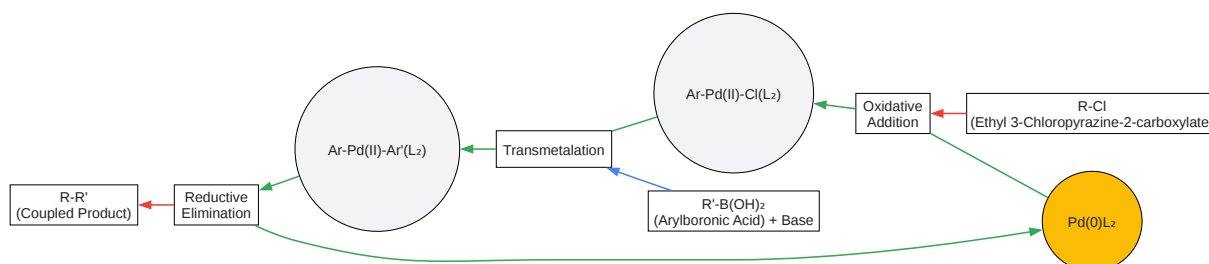 Ar-Pd(II)-Cl(L₂)
Oxidative
Addition
R-Cl
(Ethyl 3-Chloropyrazine-2-carboxylate
Ar-Pd(II)-Ar'(L₂)
Transmetalation
R-R'
(Coupled Product)
Reductive
Elimination
R'-B(OH)₂
(Arylboronic Acid) + Base
Pd(0)L₂